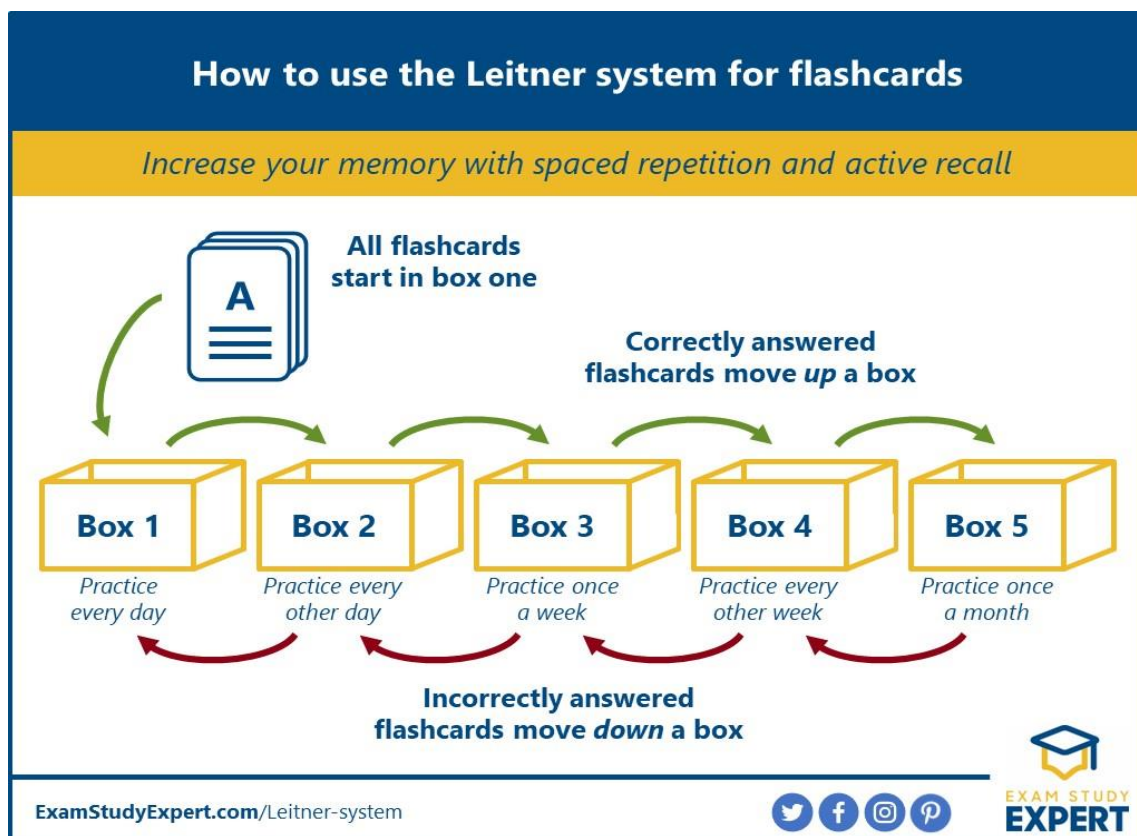 How to use the Leitner system for flashcards
Increase your memory with spaced repetition and active recall
A
All flashcards
start in box one
Correctly answered
flashcards move up a box
Box 1
Practice
every day
Box 2
Practice every
other day
Box 3
Practice once
a week
Box 4
Practice every
other week
Box 5
Practice once
a month
Incorrectly answered
flashcards move down a box
ExamStudyExpert.com/Leitner-system
EXAM STUDY
EXPERT